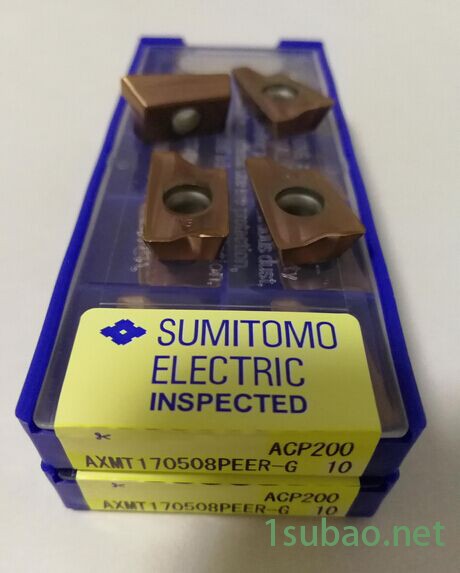 SUMITOMO
ELECTRIC
INSPECTED
ACP200
AXMT170508PEER-G 10
ACP200
AXMT170508PEER-G 10
1subao.net